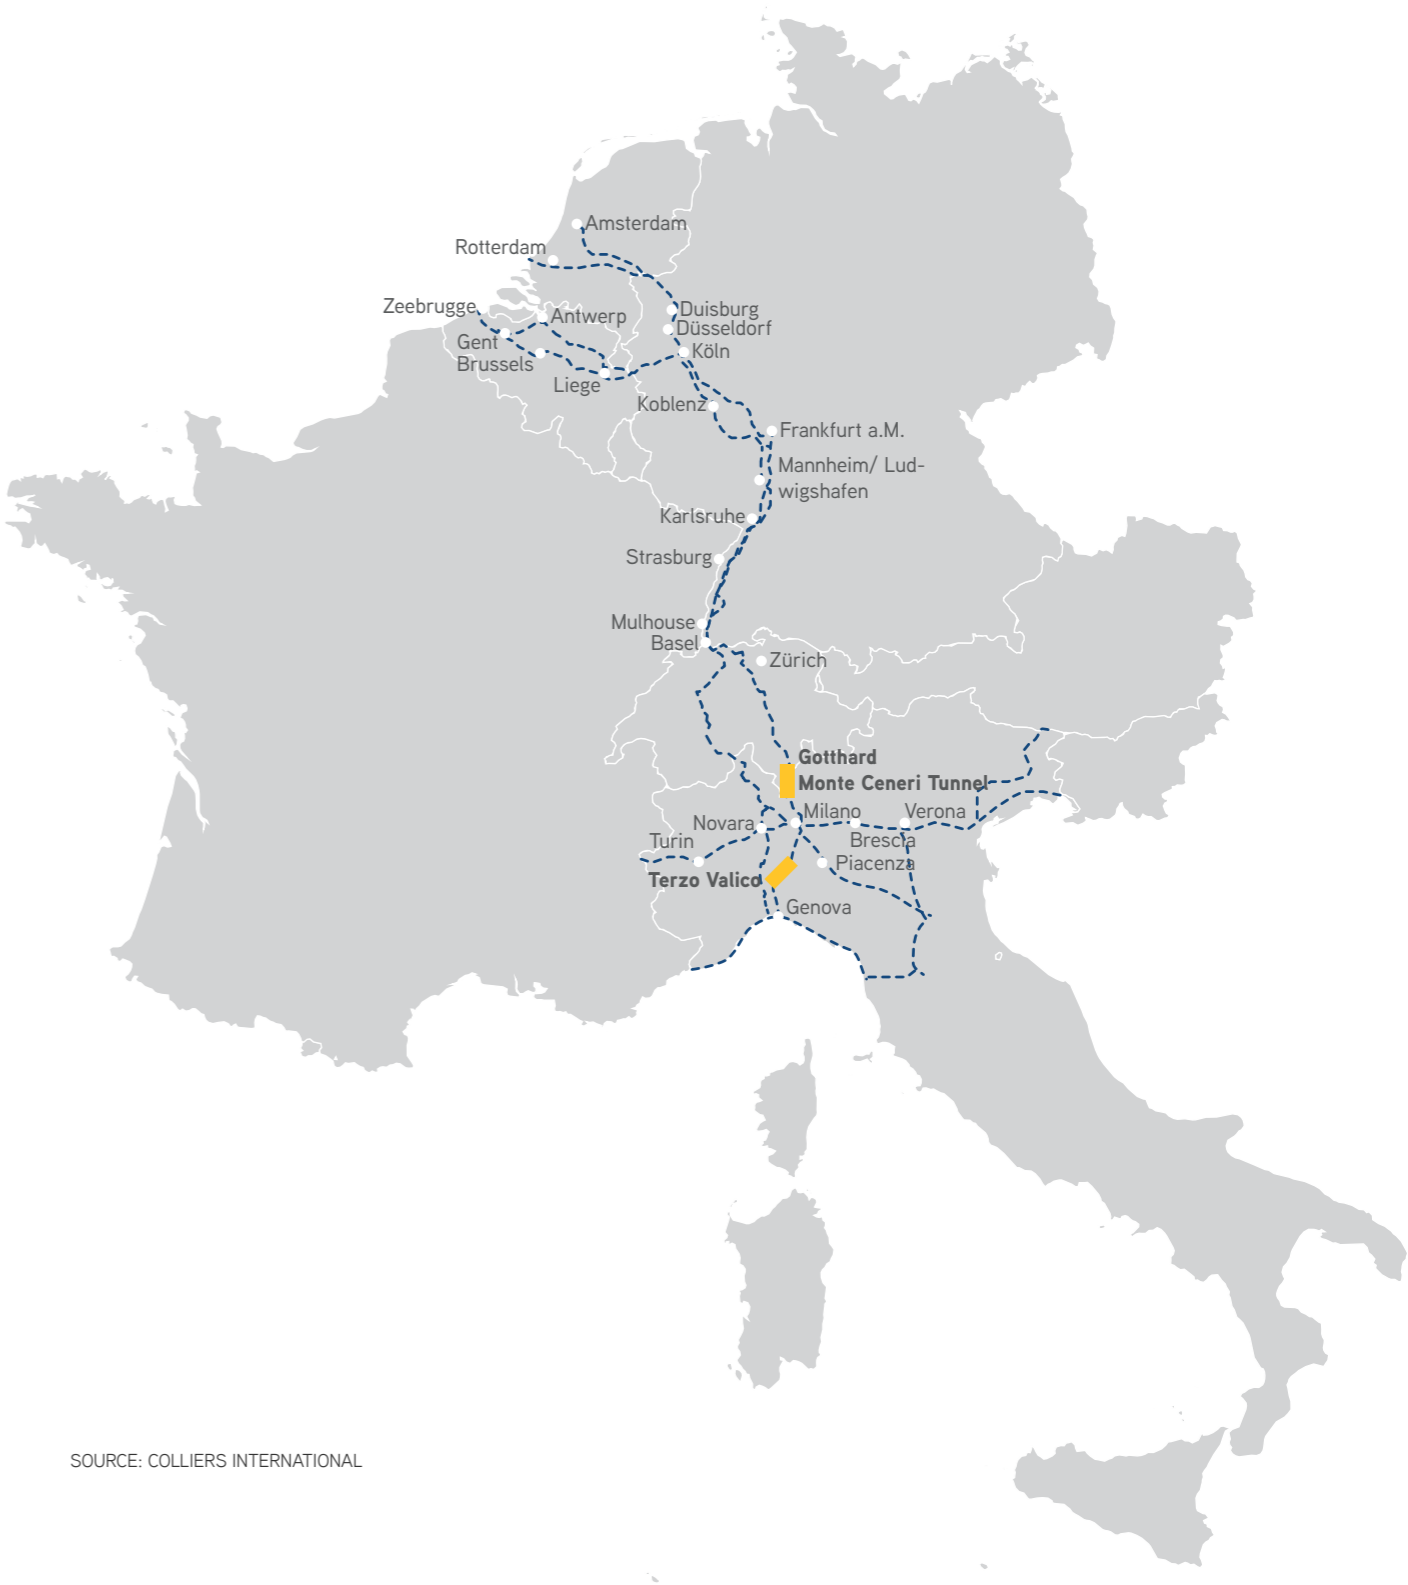 Amsterdam
Rotterdam
Zeebrugge
Antwerp
Duisburg
Düsseldorf
Gent
Brussels
Köln
Liege
Koblenz
Frankfurt a.M.
Mannheim/ Lud-
wigshafen
Karlsruhe
Strasburg
Mulhouse
Basel
Zürich
Gotthard
Monte Ceneri Tunnel
Novara
Milano
Verona
Turin
Brescia
Piacenza
Terzo Valico
Genova
SOURCE: COLLIERS INTERNATIONAL